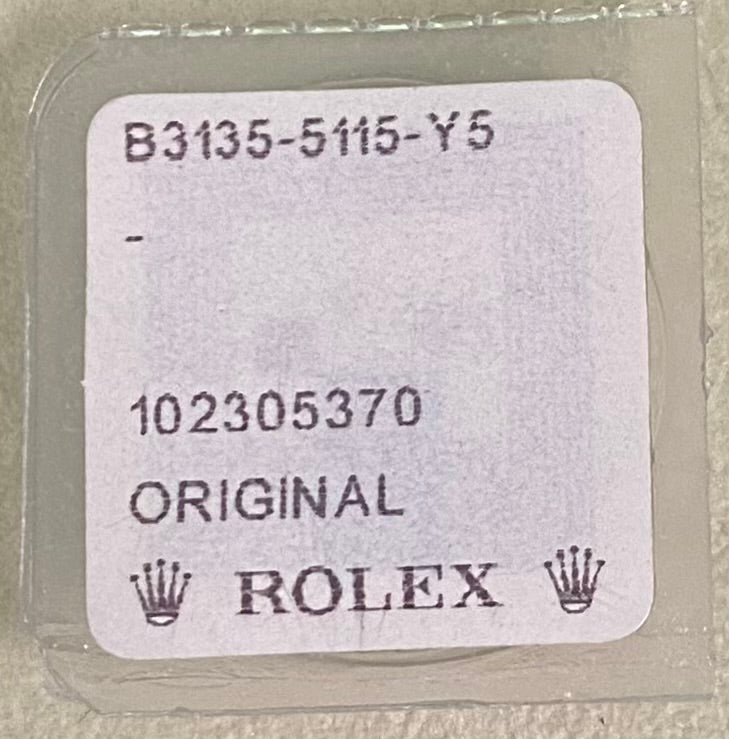 B3135-5115-Y5
-
102305370
ORIGINAL
ROLEX